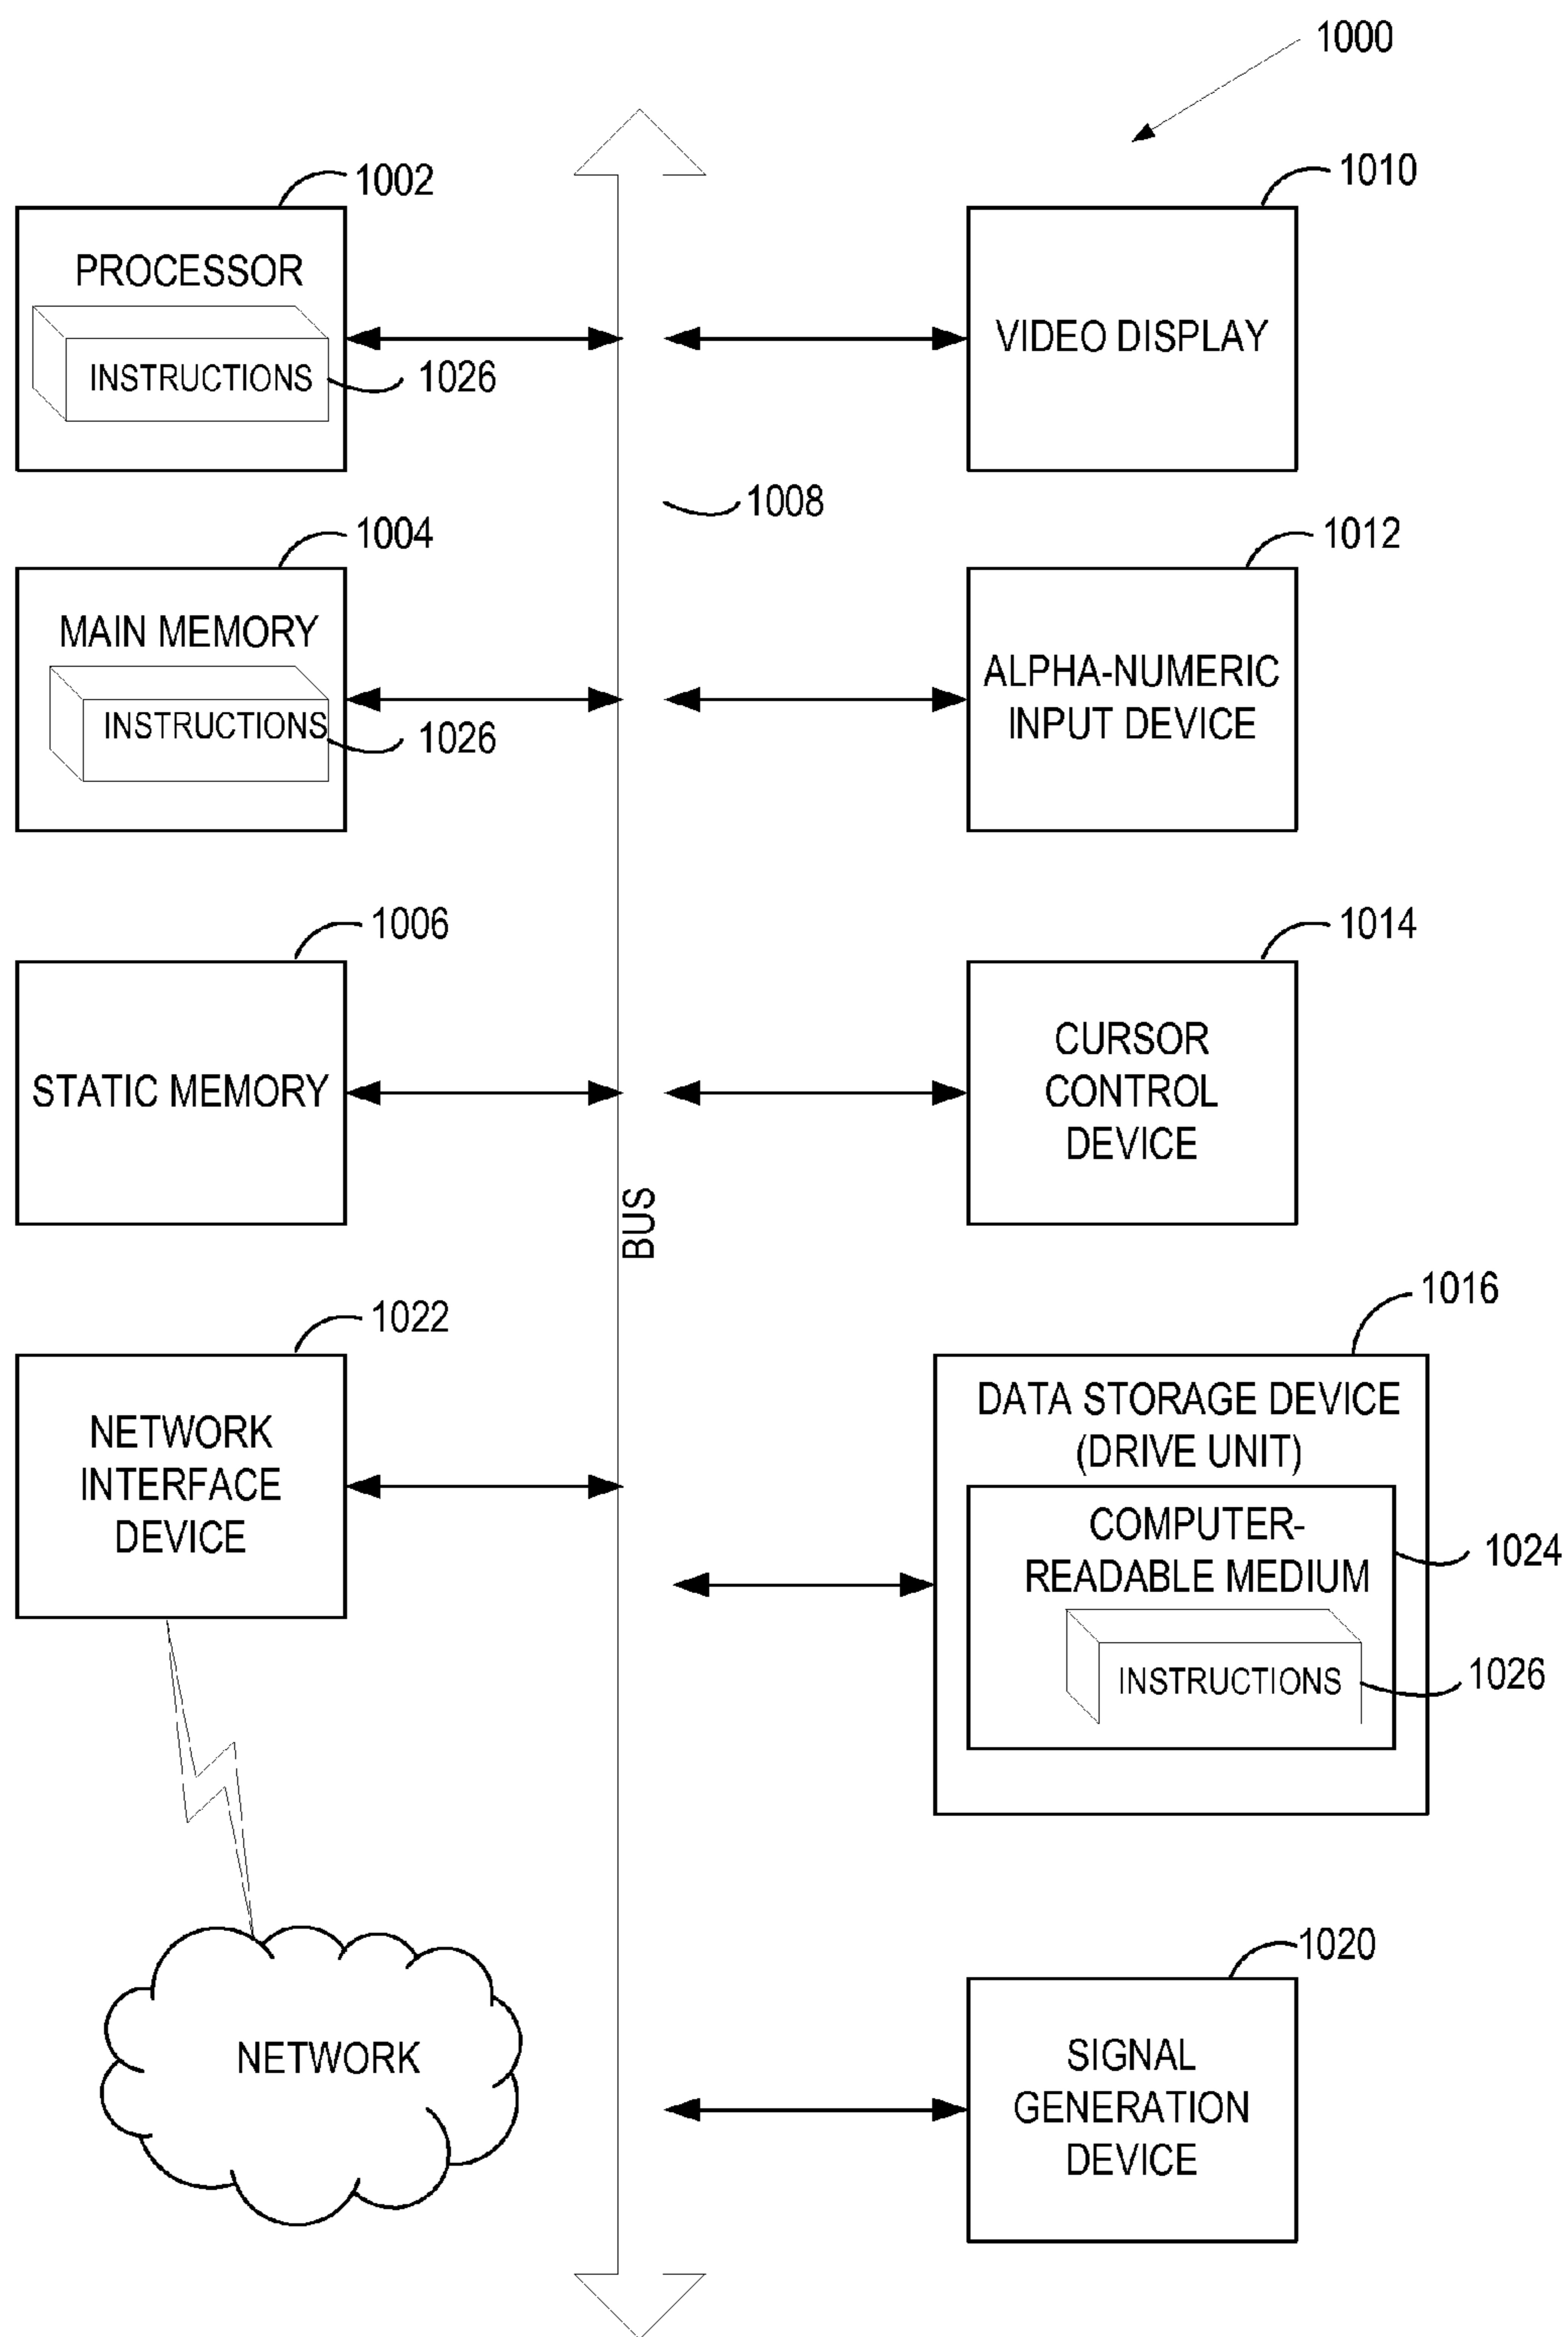 1000
1002
PROCESSOR
INSTRUCTIONS
1026
1010
VIDEO DISPLAY
1008
1004
MAIN MEMORY
INSTRUCTIONS
1026
1012
ALPHA-NUMERIC
INPUT DEVICE
1006
STATIC MEMORY
1014
CURSOR
CONTROL
DEVICE
BUS
1022
NETWORK
INTERFACE
DEVICE
1016
DATA STORAGE DEVICE
(DRIVE UNIT)
COMPUTER-
READABLE MEDIUM
1024
INSTRUCTIONS
1026
NETWORK
1020
SIGNAL
GENERATION
DEVICE